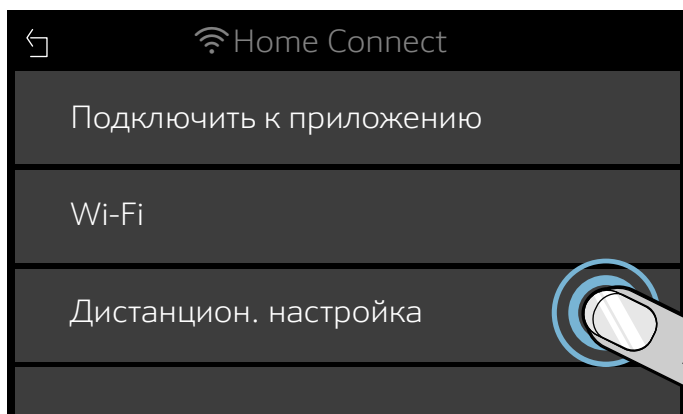 Home Connect
Подключить к приложению
Wi-Fi
Дистанцион. настройка